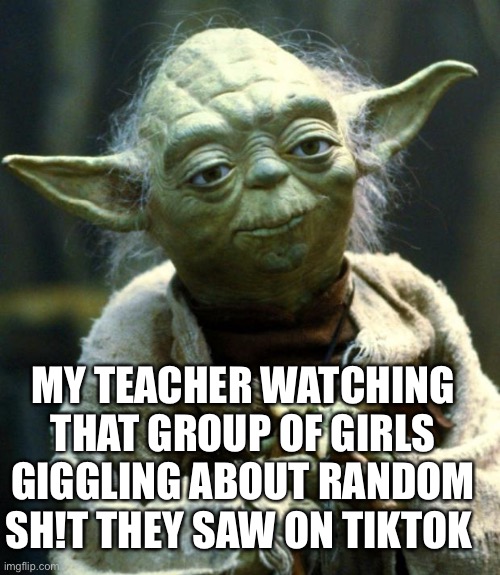 MY TEACHER WATCHING
THAT GROUP OF GIRLS
GIGGLING ABOUT RANDOM
SH!T THEY SAW ON TIKTOK
imgflip.com